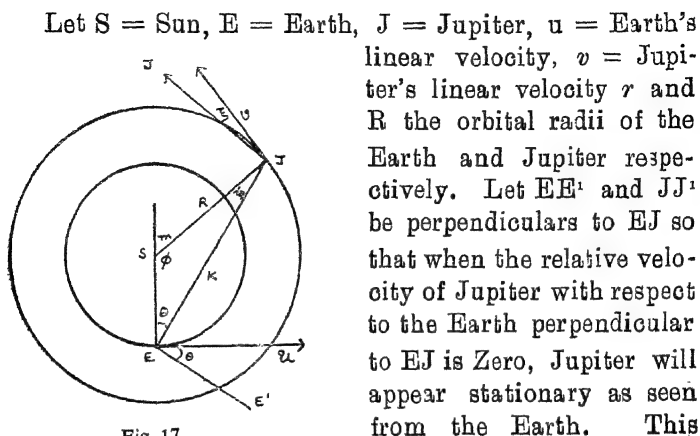 Let S = Sun, E = Earth, J = Jupiter, u = Earth's
linear velocity, v = Jupi-
ter's linear velocity r and
R the orbital radii of the
Earth and Jupiter respe-
ctively. Let EE¹ and JJ¹
be perpendiculars to EJ so
that when the relative velo-
city of Jupiter with respect
to the Earth perpendicular
to EJ is Zero, Jupiter will
appear stationary as seen
from the Earth. This
J
υ
J
R
m
S
φ
K
θ
E
θ
u
E'
Fig. 17